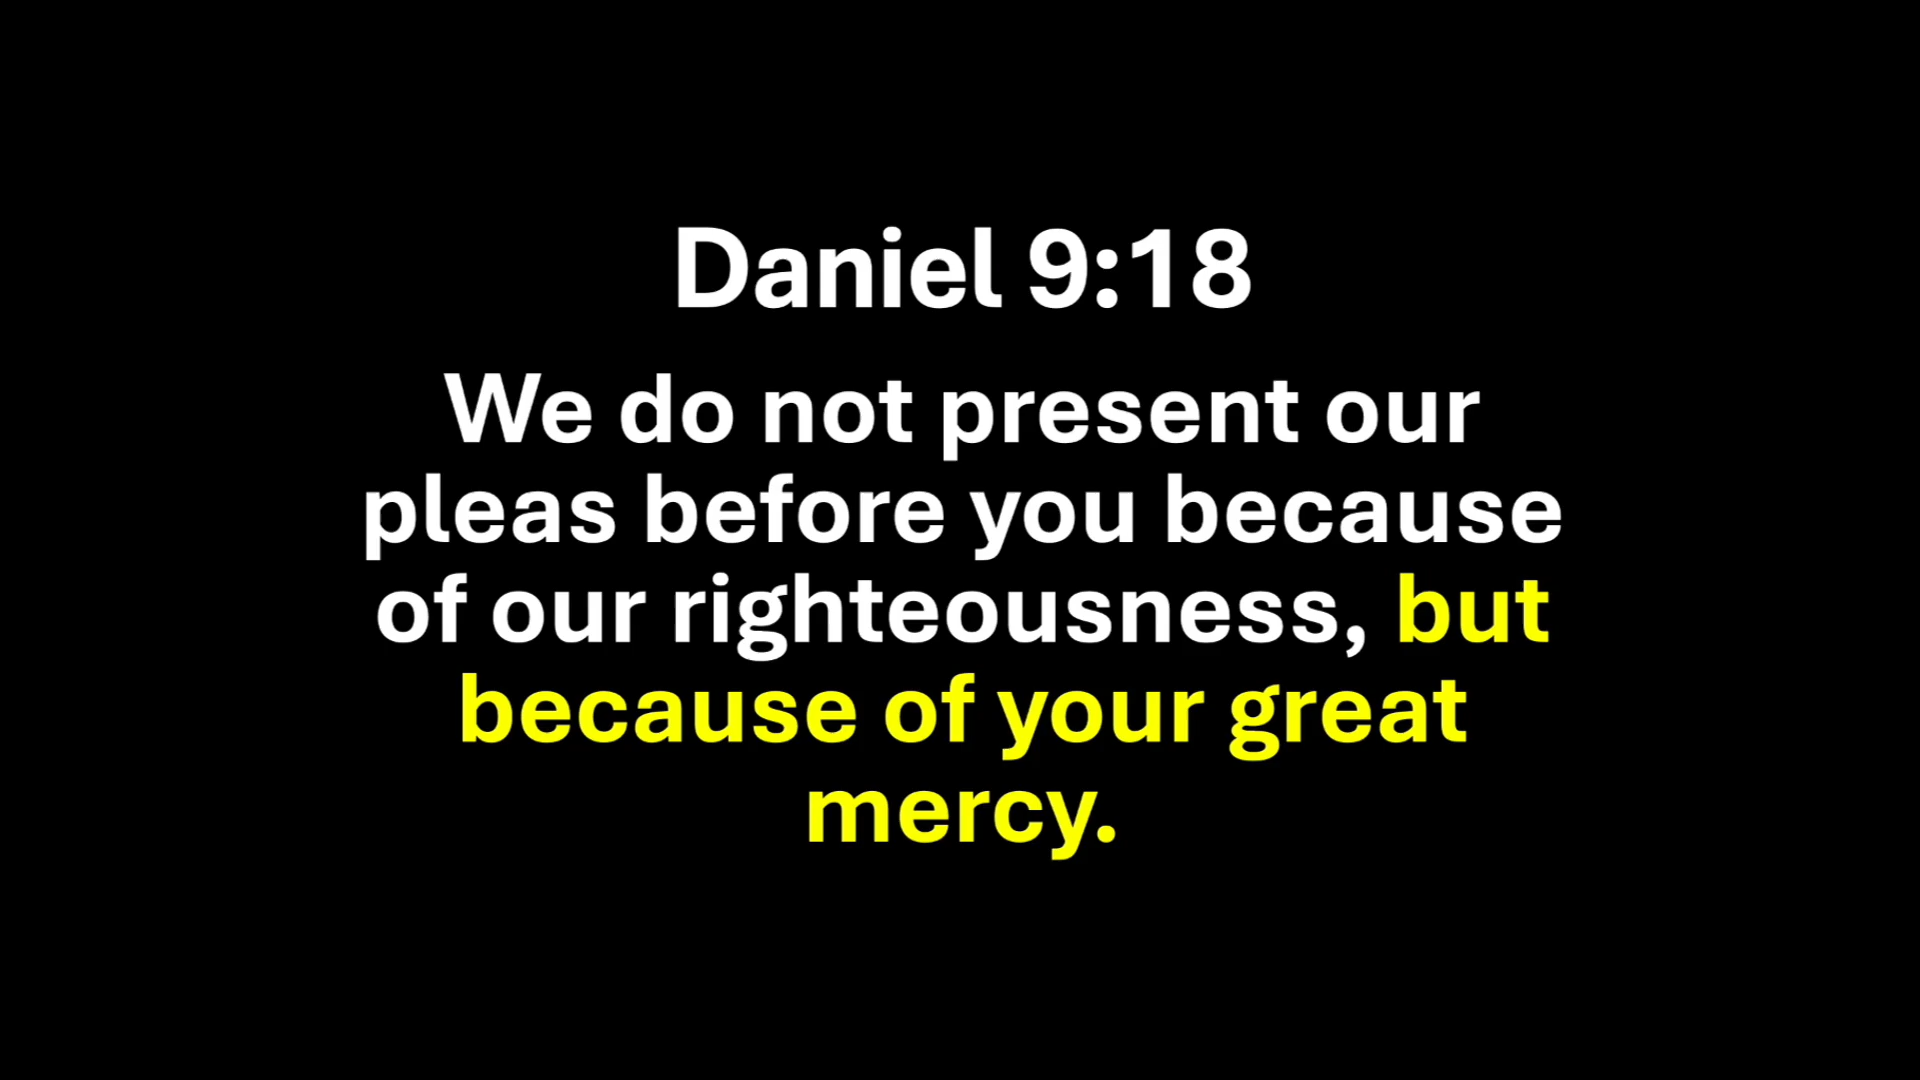 Daniel 9:18
We do not present our
pleas before you because
of our righteousness, but
because of your great
mercy.